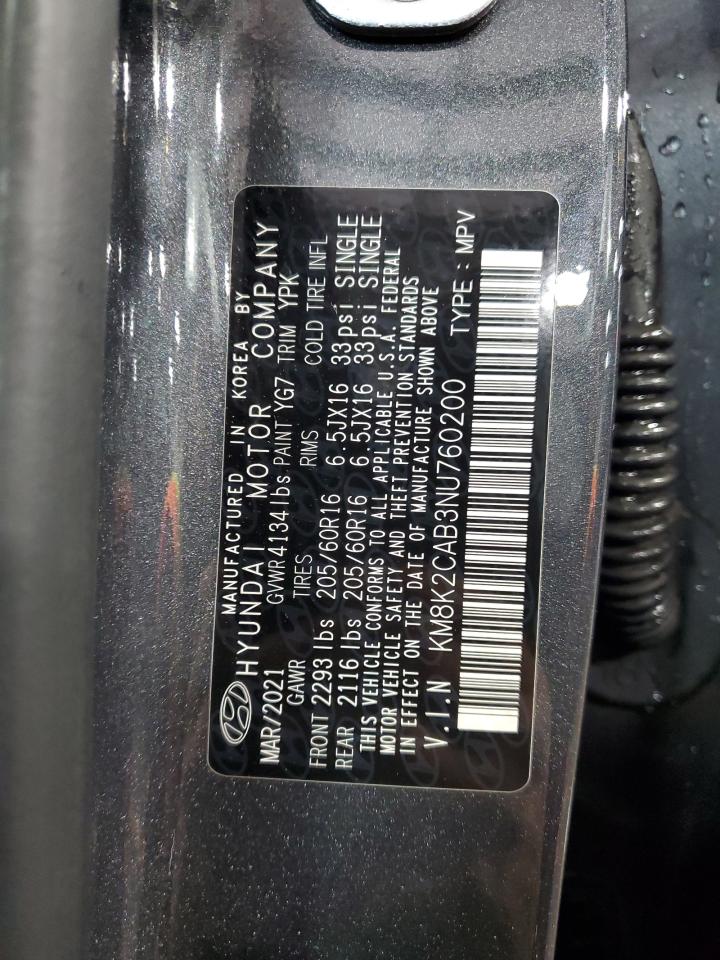 MANUFACTURED IN KOREA BY
HYUNDAI MOTOR COMPANY
MAR/2021 GVWR 4134 lbs PAINT YG7 TRIM YPK
GAWR TIRES RIMS COLD TIRE INFL
FRONT 2293 lbs 205/60R16 6.5JX16 33psi SINGLE
REAR 2116 lbs 205/60R16 6.5JX16 33psi SINGLE
THIS VEHICLE CONFORMS TO ALL APPLICABLE U.S.A. FEDERAL
MOTOR VEHICLE SAFETY AND THEFT PREVENTION STANDARDS
IN EFFECT ON THE DATE OF MANUFACTURE SHOWN ABOVE
V.I.N KM8K2CAB3NU760200 TYPE : MPV